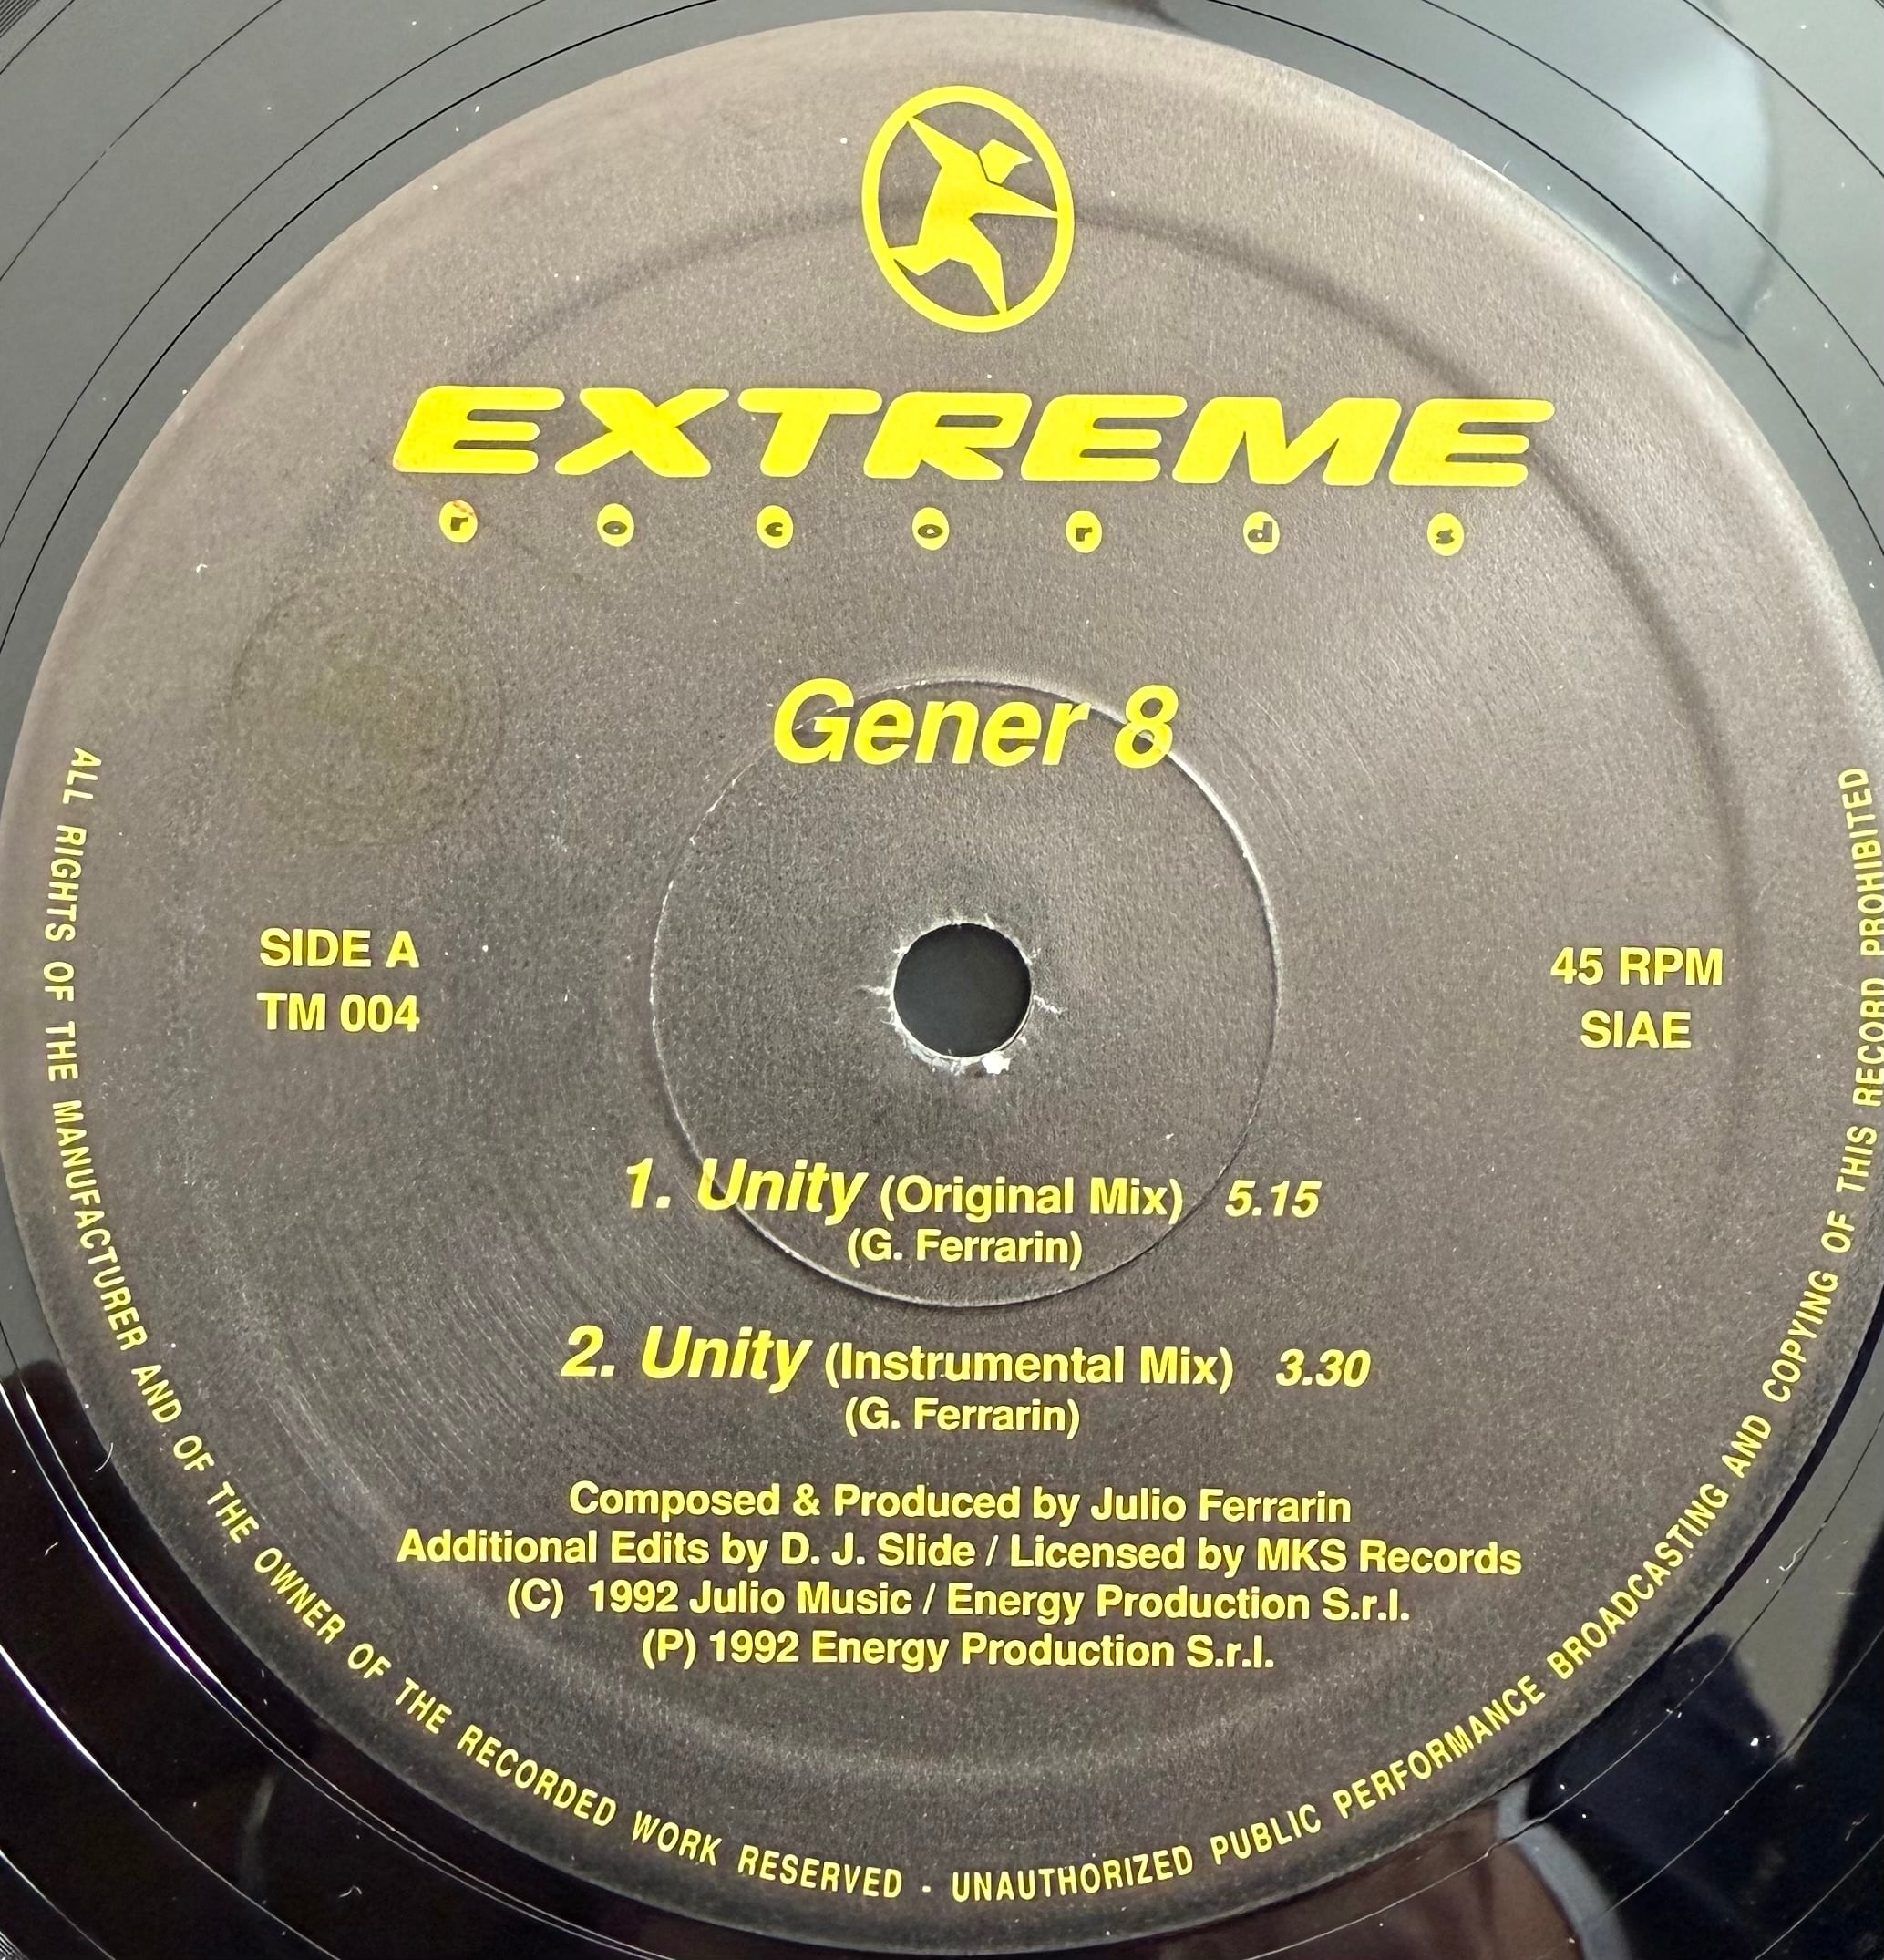 EXTREME
rocords
Gener 8
SIDE A
TM 004
45 RPM
SIAE
1. Unity (Original Mix) 5.15
(G. Ferrarin)
2. Unity (Instrumental Mix) 3.30
(G. Ferrarin)
Composed & Produced by Julio Ferrarin
Additional Edits by D. J. Slide / Licensed by MKS Records
(C) 1992 Julio Music / Energy Production S.r.l.
(P) 1992 Energy Production S.r.l.
ALL RIGHTS OF THE MANUFACTURER AND OF THE OWNER OF THE RECORDED WORK RESERVED - UNAUTHORIZED PUBLIC PERFORMANCE BROADCASTING AND COPYING OF THIS RECORD PROHIBITED